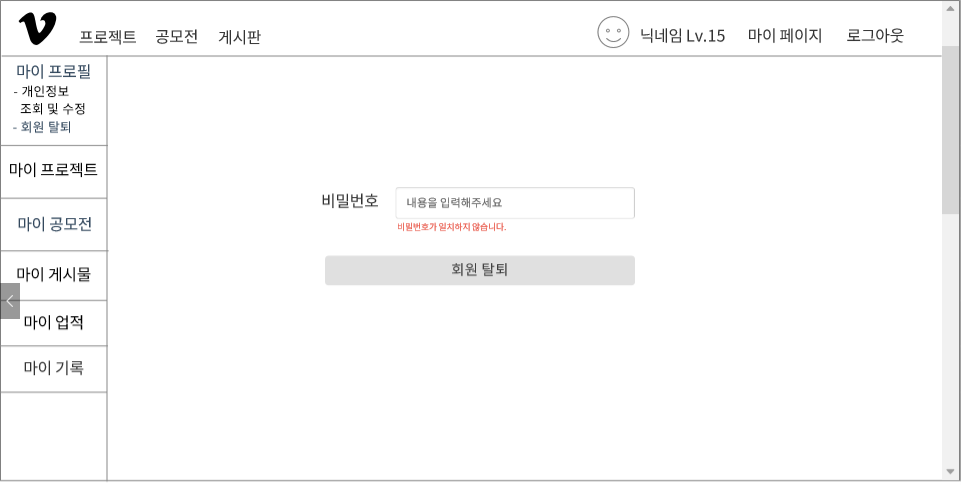 프로젝트 공모전 게시판
닉네임 Lv.15 마이 페이지 로그아웃
마이 프로필
- 개인정보
조회 및 수정
- 회원 탈퇴
마이 프로젝트
마이 공모전
마이 게시물
마이 업적
마이 기록
비밀번호 내용을 입력해주세요
비밀번호가 일치하지 않습니다.
회원 탈퇴